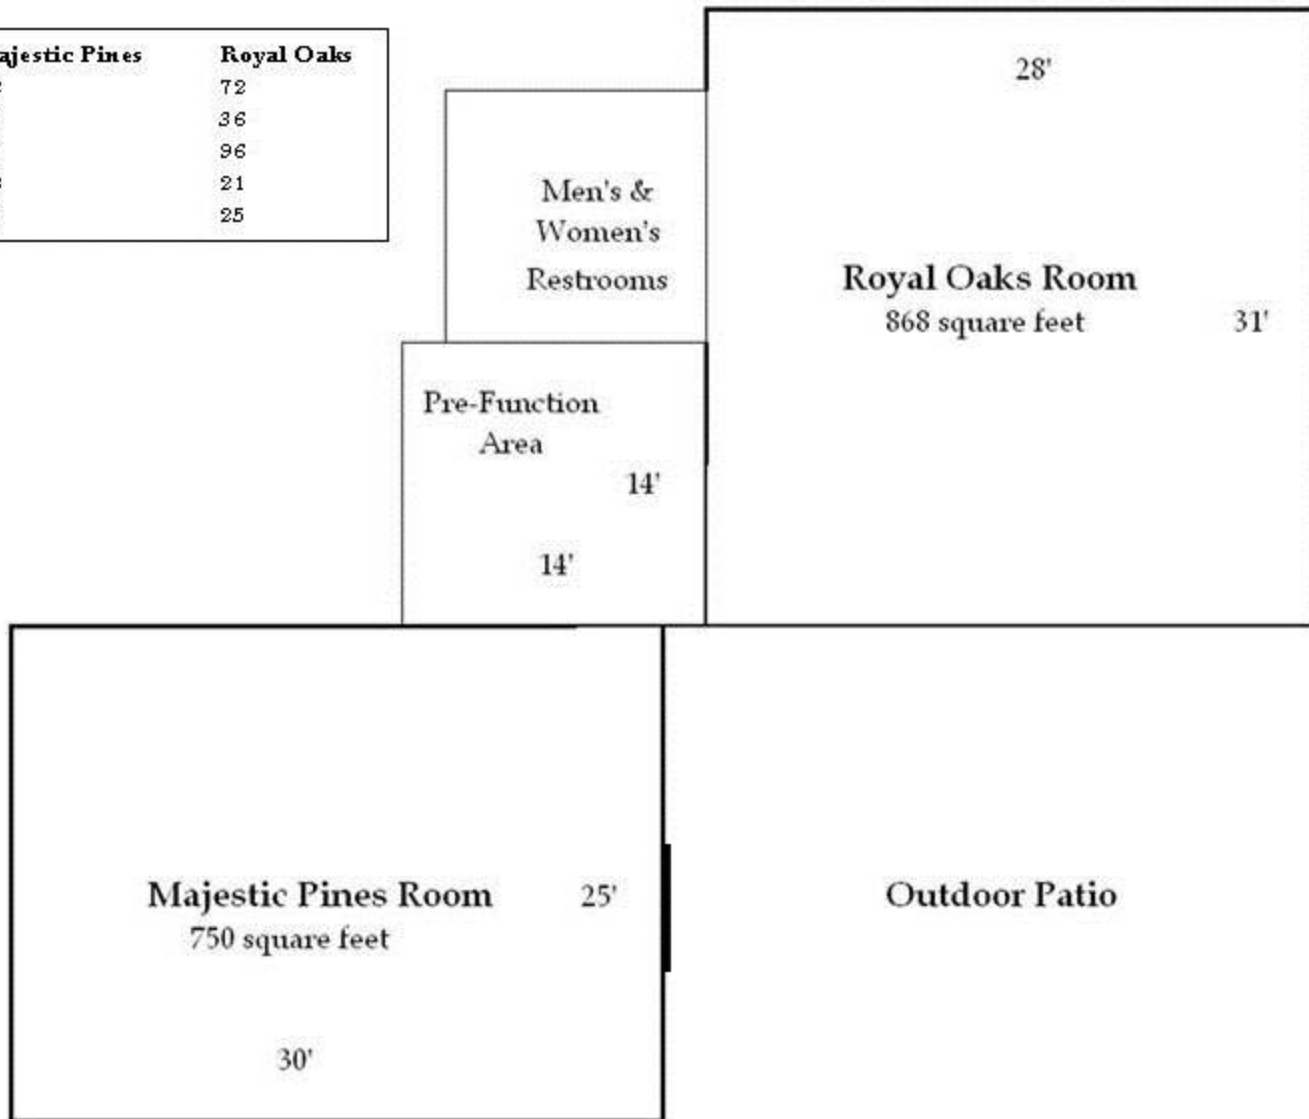 ajestic Pines Royal Oaks
72
36
96
21
25
28'
Men's &
Women's
Restrooms
Royal Oaks Room
868 square feet
31'
Pre-Function
Area
14'
14'
Majestic Pines Room
750 square feet
25'
30'
Outdoor Patio